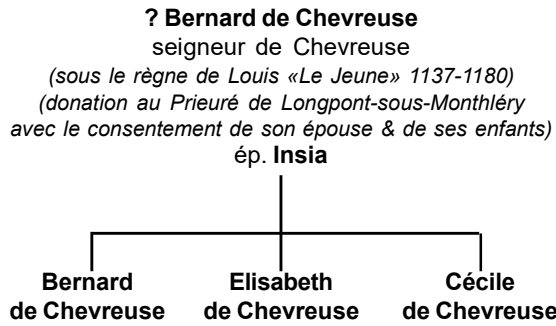 ? Bernard de Chevreuse
seigneur de Chevreuse
(sous le règne de Louis «Le Jeune» 1137-1180)
(donation au Prieuré de Longpont-sous-Monthléry
avec le consentement de son épouse & de ses enfants)
ép. Insia
Bernard
de Chevreuse
Elisabeth
de Chevreuse
Cécile
de Chevreuse